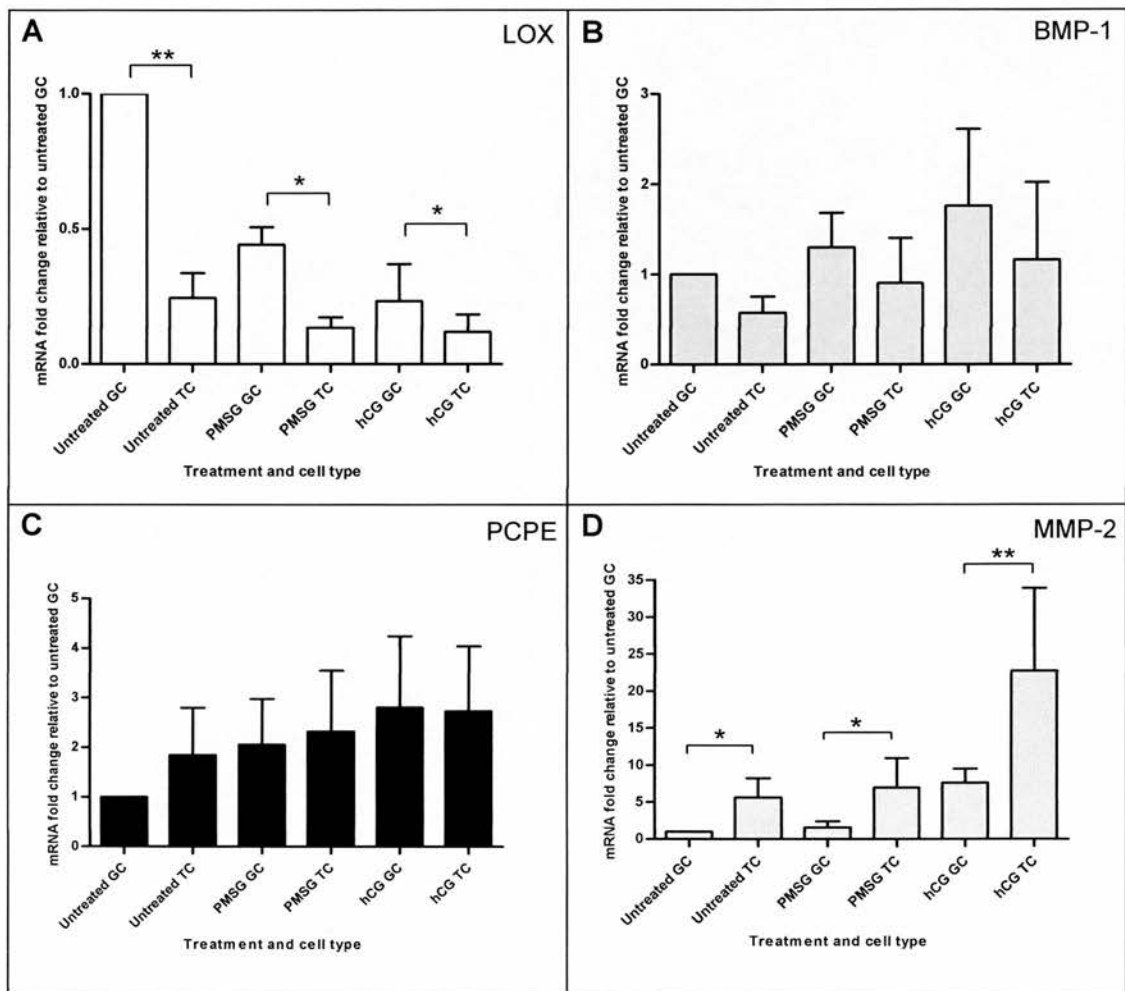 A
LOX
**
*
*
mRNA fold change relative to untreated GC
1.0
0.5
0.0
Untreated GC
Untreated TC
PMSG GC
PMSG TC
hCG GC
hCG TC
Treatment and cell type
B
BMP-1
mRNA fold change relative to untreated GC
3
2
1
0
Untreated GC
Untreated TC
PMSG GC
PMSG TC
hCG GC
hCG TC
Treatment and cell type
C
PCPE
mRNA fold change relative to untreated GC
5
4
3
2
1
0
Untreated GC
Untreated TC
PMSG GC
PMSG TC
hCG GC
hCG TC
Treatment and cell type
D
MMP-2
**
*
*
mRNA fold change relative to untreated GC
35
30
25
20
15
10
5
0
Untreated GC
Untreated TC
PMSG GC
PMSG TC
hCG GC
hCG TC
Treatment and cell type